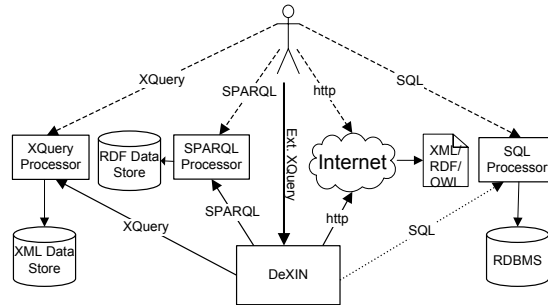 XQuery
SPARQL
http
SQL
Ext. XQuery
XQuery
Processor
RDF Data
Store
SPARQL
Processor
Internet
XML/
RDF/
OWL
SQL
Processor
XQuery
SPARQL
http
SQL
XML Data
Store
DeXIN
RDBMS